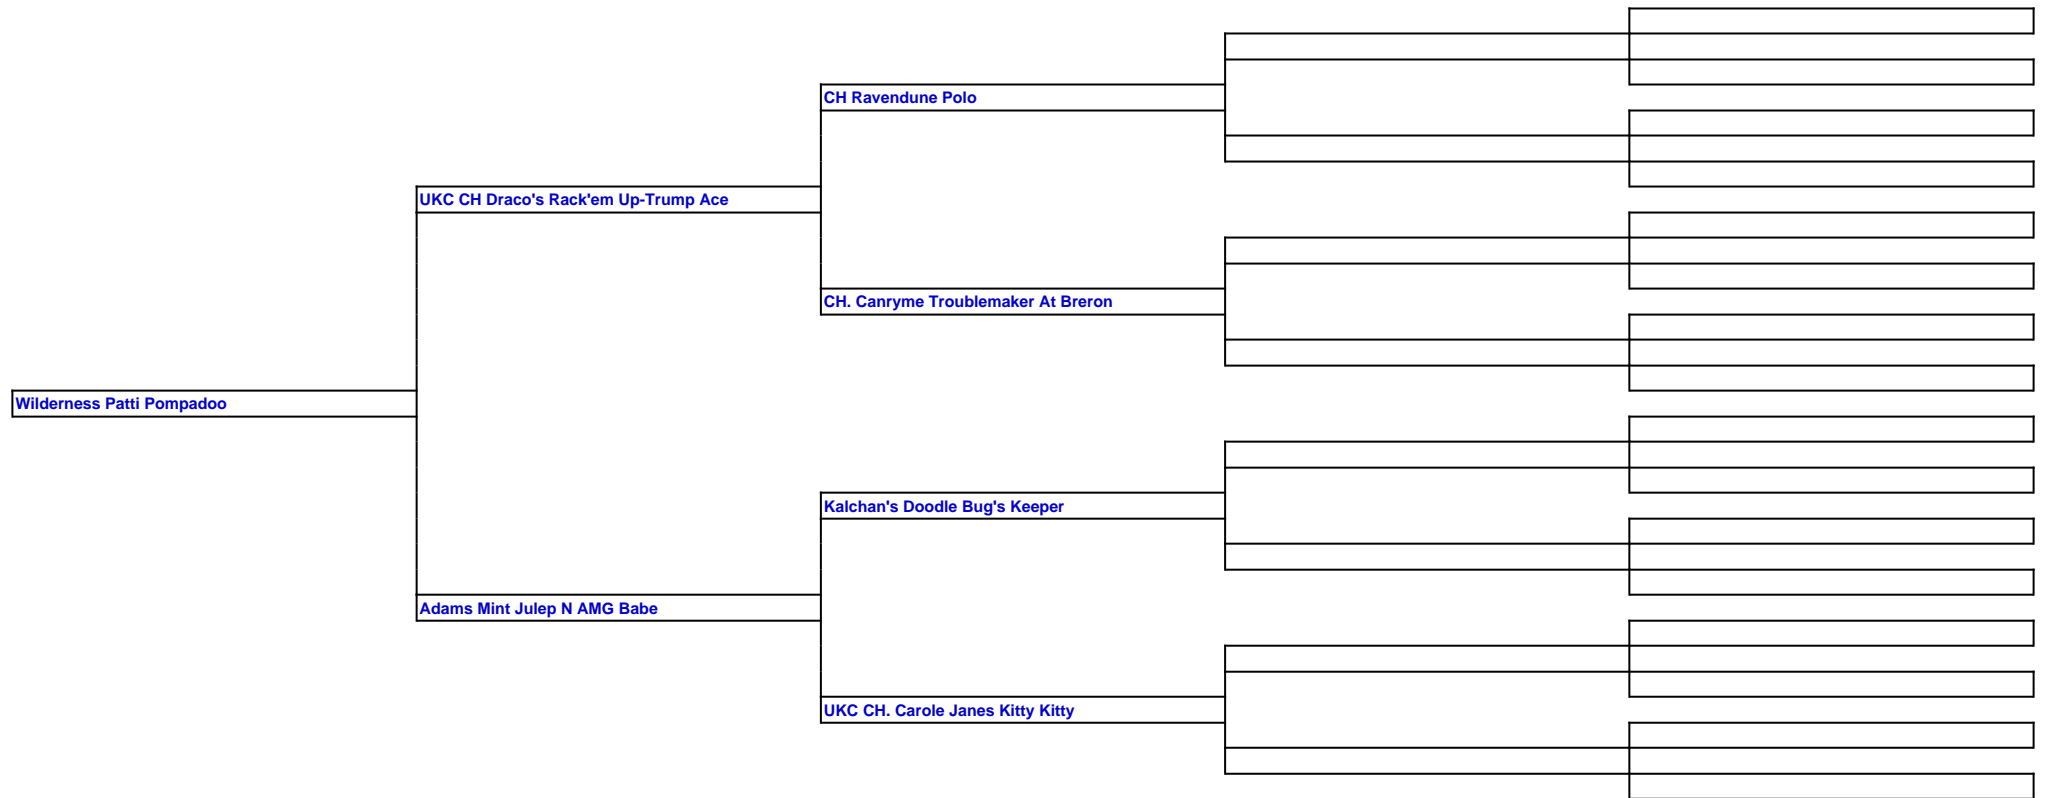 CH Ravendune Polo
UKC CH Draco's Rack'em Up-Trump Ace
CH. Canryme Troublemaker At Breron
Wilderness Patti Pompadoo
Kalchan's Doodle Bug's Keeper
Adams Mint Julep N AMG Babe
UKC CH. Carole Janes Kitty Kitty